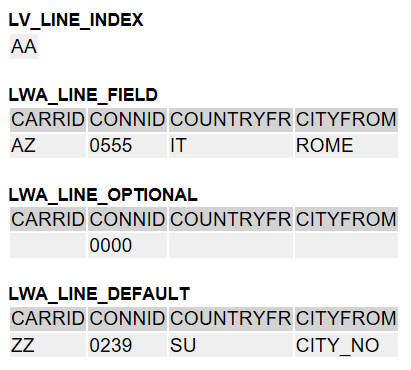 LV_LINE_INDEX
AA
LWA_LINE_FIELD
CARRID CONNID COUNTRYFR CITYFROM
AZ 0555 IT ROME
LWA_LINE_OPTIONAL
CARRID CONNID COUNTRYFR CITYFROM
0000
LWA_LINE_DEFAULT
CARRID CONNID COUNTRYFR CITYFROM
ZZ 0239 SU CITY_NO